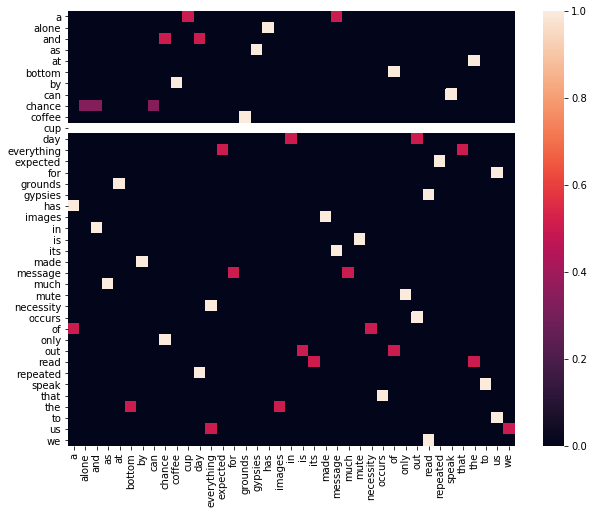 a
alone
and
as
at
bottom
by
can
chance
coffee
cup
day
everything
expected
for
grounds
gypsies
has
images
in
is
its
made
message
much
mute
necessity
occurs
of
only
out
read
repeated
speak
that
the
to
us
we
a
alone
and
as
at
bottom
by
can
chance
coffee
cup
day
everything
expected
for
grounds
gypsies
has
images
in
is
its
made
message
much
mute
necessity
occurs
of
only
out
read
repeated
speak
that
the
to
us
we
1.0
0.8
0.6
0.4
0.2
0.0